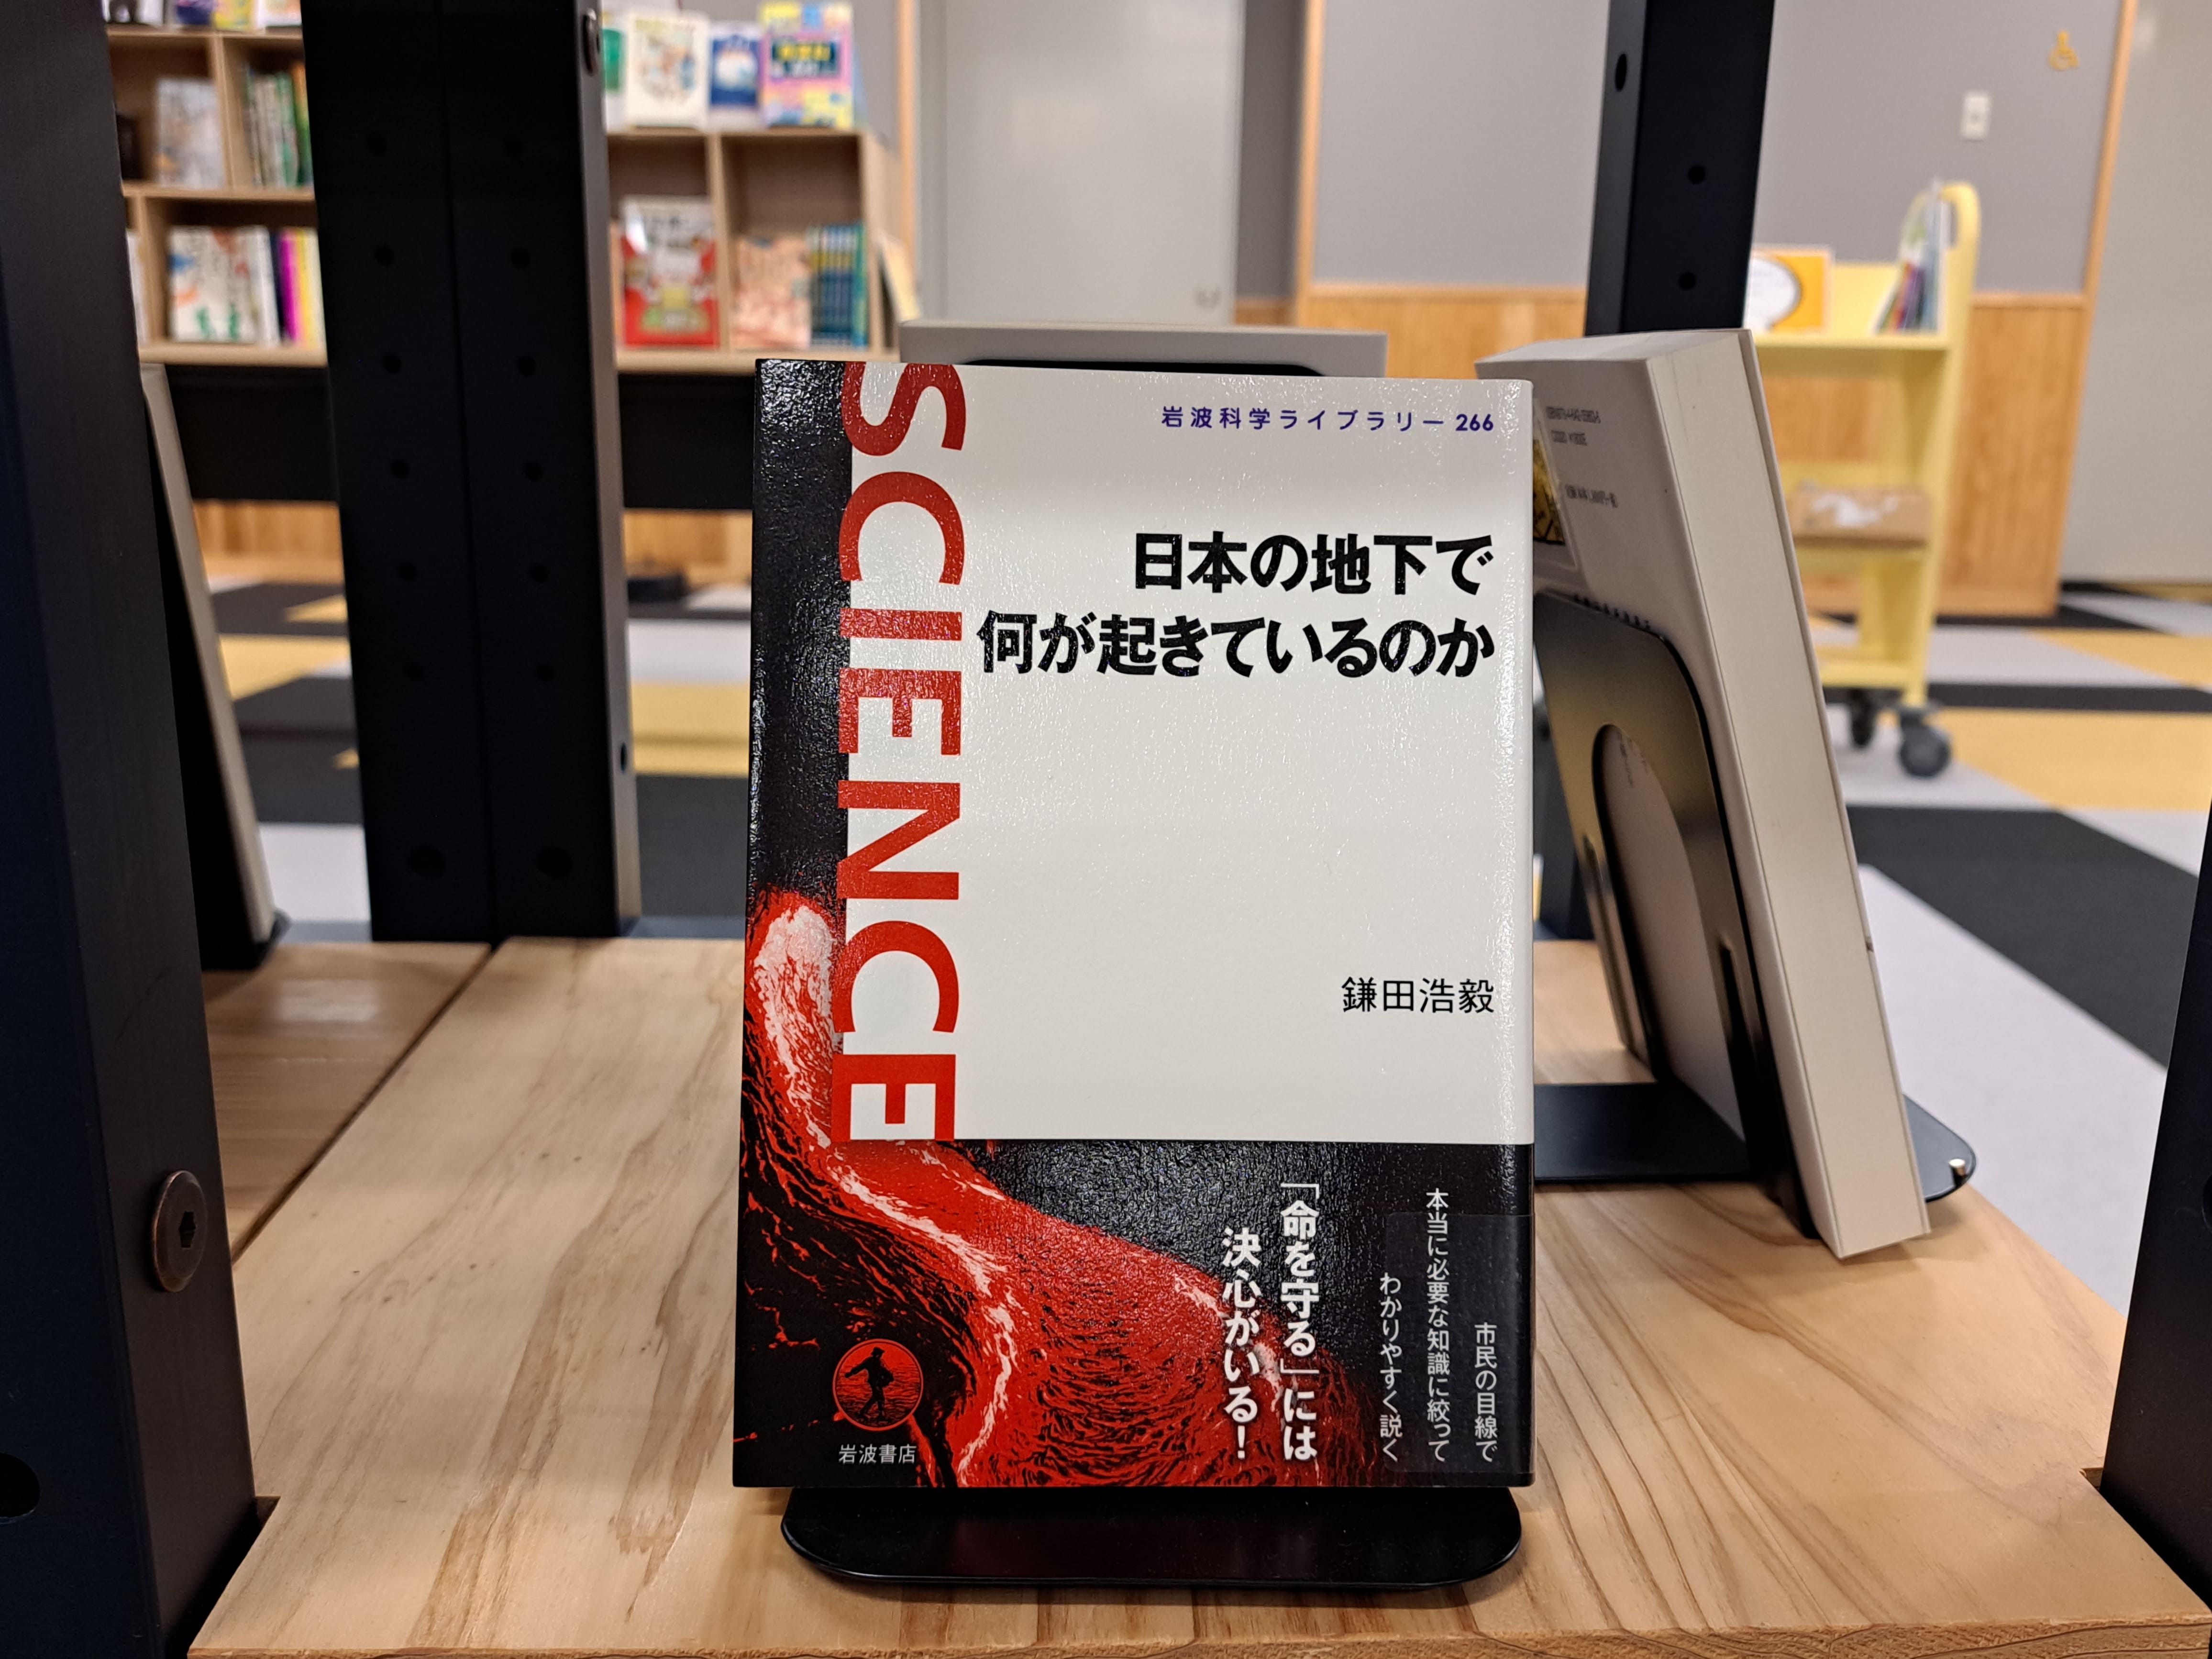 岩波科学ライブラリー 266
日本の地下で
何が起きているのか
SCIENCE
鎌田浩毅
市民の目線で
本当に必要な知識に絞って
わかりやすく説く
「命を守る」には
決心がいる！
岩波書店